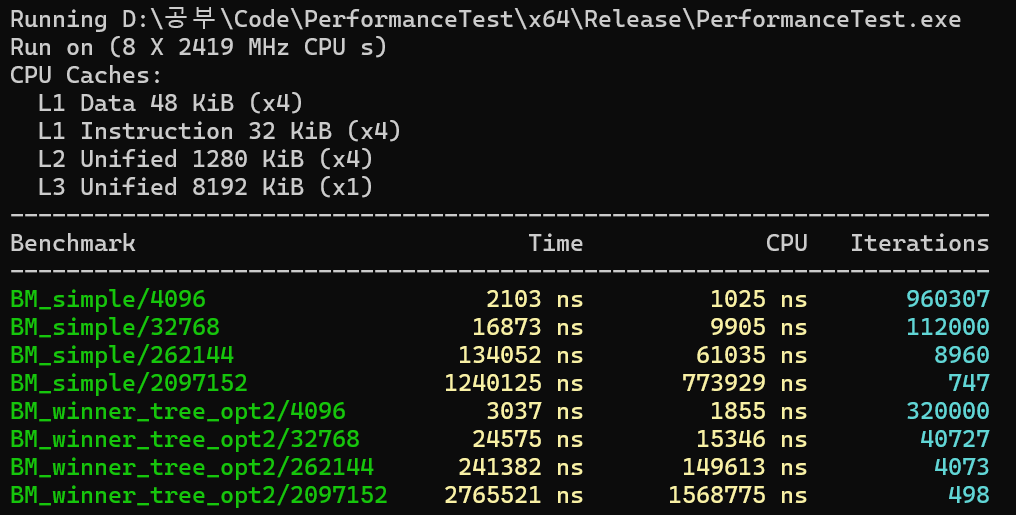 Running D:\공부\Code\PerformanceTest\x64\Release\PerformanceTest.exe
Run on (8 X 2419 MHz CPU s)
CPU Caches:
  L1 Data 48 KiB (x4)
  L1 Instruction 32 KiB (x4)
  L2 Unified 1280 KiB (x4)
  L3 Unified 8192 KiB (x1)
----------------------------------------------------------------------
Benchmark                            Time             CPU   Iterations
----------------------------------------------------------------------
BM_simple/4096                    2103 ns         1025 ns       960307
BM_simple/32768                  16873 ns         9905 ns       112000
BM_simple/262144                134052 ns        61035 ns         8960
BM_simple/2097152              1240125 ns       773929 ns          747
BM_winner_tree_opt2/4096          3037 ns         1855 ns       320000
BM_winner_tree_opt2/32768        24575 ns        15346 ns        40727
BM_winner_tree_opt2/262144      241382 ns       149613 ns         4073
BM_winner_tree_opt2/2097152    2765521 ns      1568775 ns          498